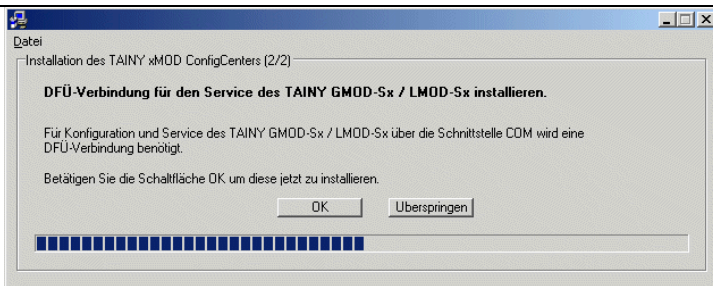 Datei
Installation des TAINY xMOD ConfigCenters (2/2)
DFÜ-Verbindung für den Service des TAINY GMOD-Sx / LMOD-Sx installieren.
Für Konfiguration und Service des TAINY GMOD-Sx / LMOD-Sx über die Schnittstelle COM wird eine
DFÜ-Verbindung benötigt.
Betätigen Sie die Schaltfläche OK um diese jetzt zu installieren.
OK Überspringen